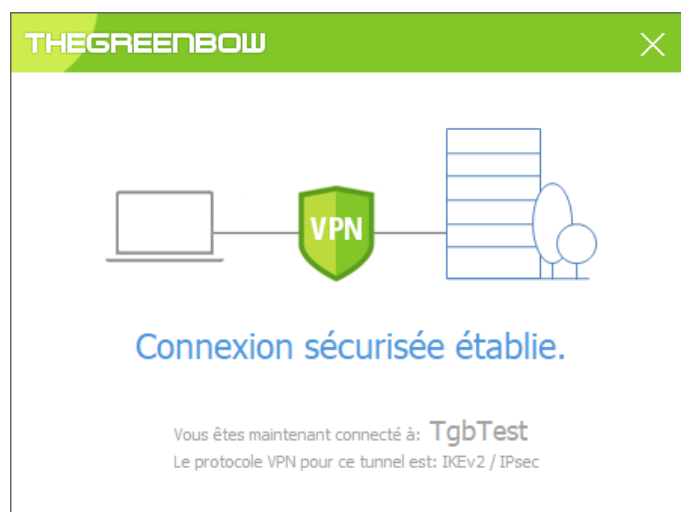 THEGREENBOW
VPN
Connexion sécurisée établie.
Vous êtes maintenant connecté à: TgbTest
Le protocole VPN pour ce tunnel est: IKEv2 / IPsec